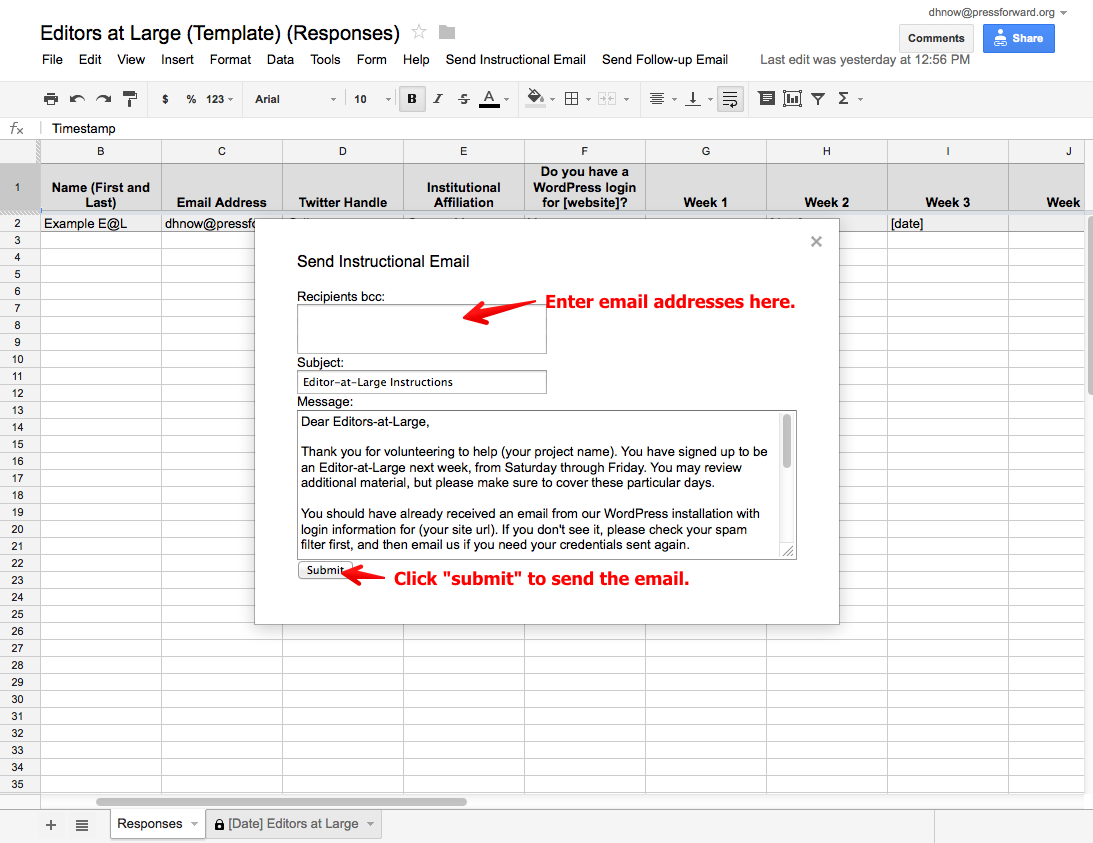 dhnow@pressforward.org
Editors at Large (Template) (Responses)
Comments
Share
File Edit View Insert Format Data Tools Form Help Send Instructional Email Send Follow-up Email Last edit was yesterday at 12:56 PM
$ % 123 Arial 10 B I S A Σ
fx Timestamp
B C D E F G H I J
1 Name (First and Last) Email Address Twitter Handle Institutional Affiliation Do you have a WordPress login for [website]? Week 1 Week 2 Week 3 Week
2 Example E@L dhnow@pressfo [date]
3
4
5
6
7
8
9
10
11
12
13
14
15
16
17
18
19
20
21
22
23
24
25
26
27
28
29
30
31
32
33
34
35
Send Instructional Email
Recipients bcc:
Enter email addresses here.
Subject:
Editor-at-Large Instructions
Message:
Dear Editors-at-Large,
Thank you for volunteering to help (your project name). You have signed up to be
an Editor-at-Large next week, from Saturday through Friday. You may review
additional material, but please make sure to cover these particular days.
You should have already received an email from our WordPress installation with
login information for (your site url). If you don't see it, please check your spam
filter first, and then email us if you need your credentials sent again.
Submit
Click "submit" to send the email.
Responses
[Date] Editors at Large